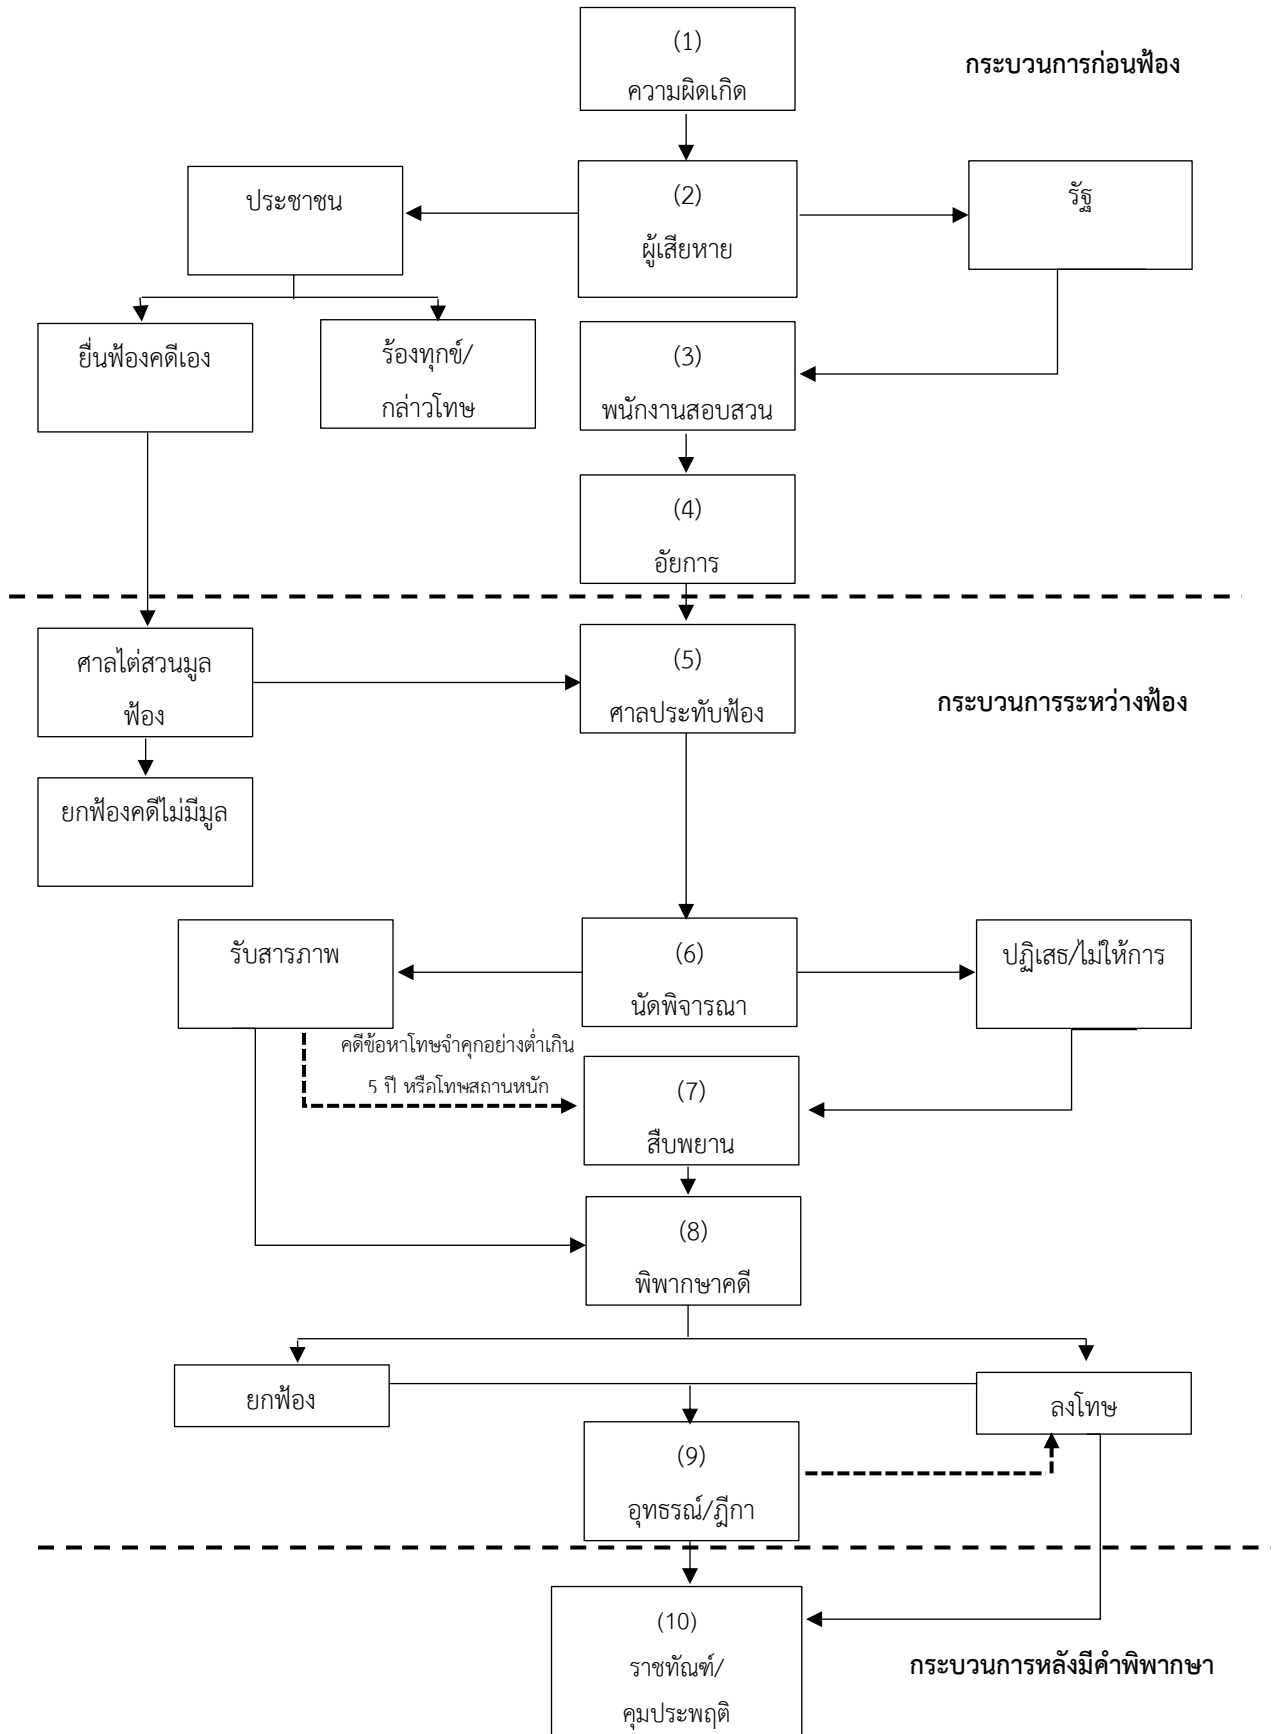 (1)
ความผิดเกิด
กระบวนการก่อนฟ้อง
ประชาชน
(2)
ผู้เสียหาย
รัฐ
ยื่นฟ้องคดีเอง
ร้องทุกข์/
กล่าวโทษ
(3)
พนักงานสอบสวน
(4)
อัยการ
ศาลไต่สวนมูล
ฟ้อง
(5)
ศาลประทับฟ้อง
กระบวนการระหว่างฟ้อง
ยกฟ้องคดีไม่มีมูล
รับสารภาพ
(6)
นัดพิจารณา
ปฏิเสธ/ไม่ให้การ
คดีข้อหาโทษจำคุกอย่างต่ำเกิน
5 ปี หรือโทษสถานหนัก
(7)
สืบพยาน
(8)
พิพากษาคดี
ยกฟ้อง
ลงโทษ
(9)
อุทธรณ์/ฎีกา
(10)
ราชทัณฑ์/
คุมประพฤติ
กระบวนการหลังมีคำพิพากษา